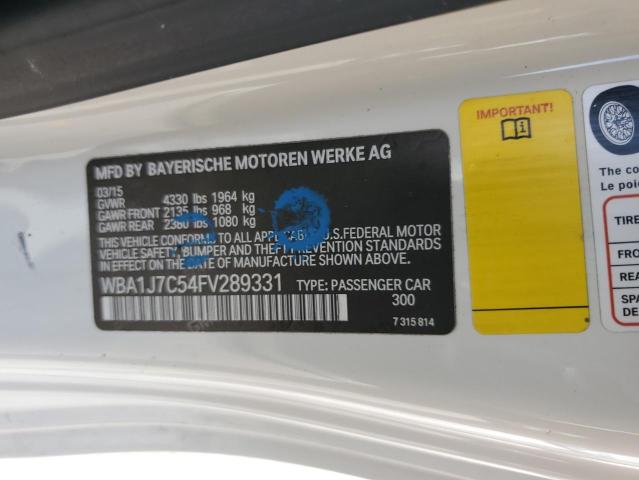 MFD BY BAYERISCHE MOTOREN WERKE AG
03/15
GVWR 4330 lbs 1964 kg
GAWR FRONT 2135 lbs 968 kg
GAWR REAR 2380 lbs 1080 kg
THIS VEHICLE CONFORMS TO ALL APPLICABLE U.S. FEDERAL MOTOR
VEHICLE SAFETY, BUMPER AND THEFT PREVENTION STANDARDS
IN EFFECT ON THE DATE OF MANUFACTURE SHOWN ABOVE.
WBA1J7C54FV289331 TYPE: PASSENGER CAR
300
7 315 814
IMPORTANT!
The co
Le poi
TIRE
FRO
REA
SPA
DE